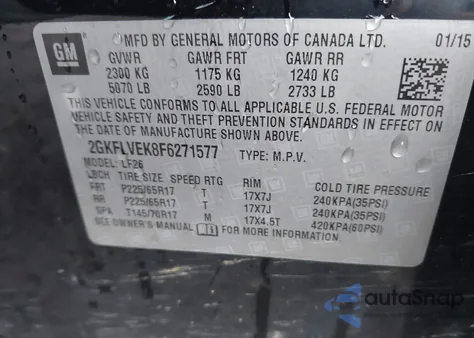 GM
MFD BY GENERAL MOTORS OF CANADA LTD. 01/15
GVWR GAWR FRT GAWR RR
2300 KG 1175 KG 1240 KG
5070 LB 2590 LB 2733 LB
THIS VEHICLE CONFORMS TO ALL APPLICABLE U.S. FEDERAL MOTOR
VEHICLE SAFETY AND THEFT PREVENTION STANDARDS IN EFFECT ON
THE DATE OF MANUFACTURE SHOWN ABOVE.
2GKFLVEK8F6271577 TYPE: M.P.V.
MODEL: LF26
LBCH TIRE SIZE SPEED RTG RIM COLD TIRE PRESSURE
FRT P225/65R17 T 17X7J 240KPA(35PSI)
RR P225/65R17 T 17X7J 240KPA(35PSI)
SPA T145/70R17 M 17X4.5T 420KPA(60PSI)
SEE OWNER'S MANUAL FOR MORE INFORMATION.
autoSnap